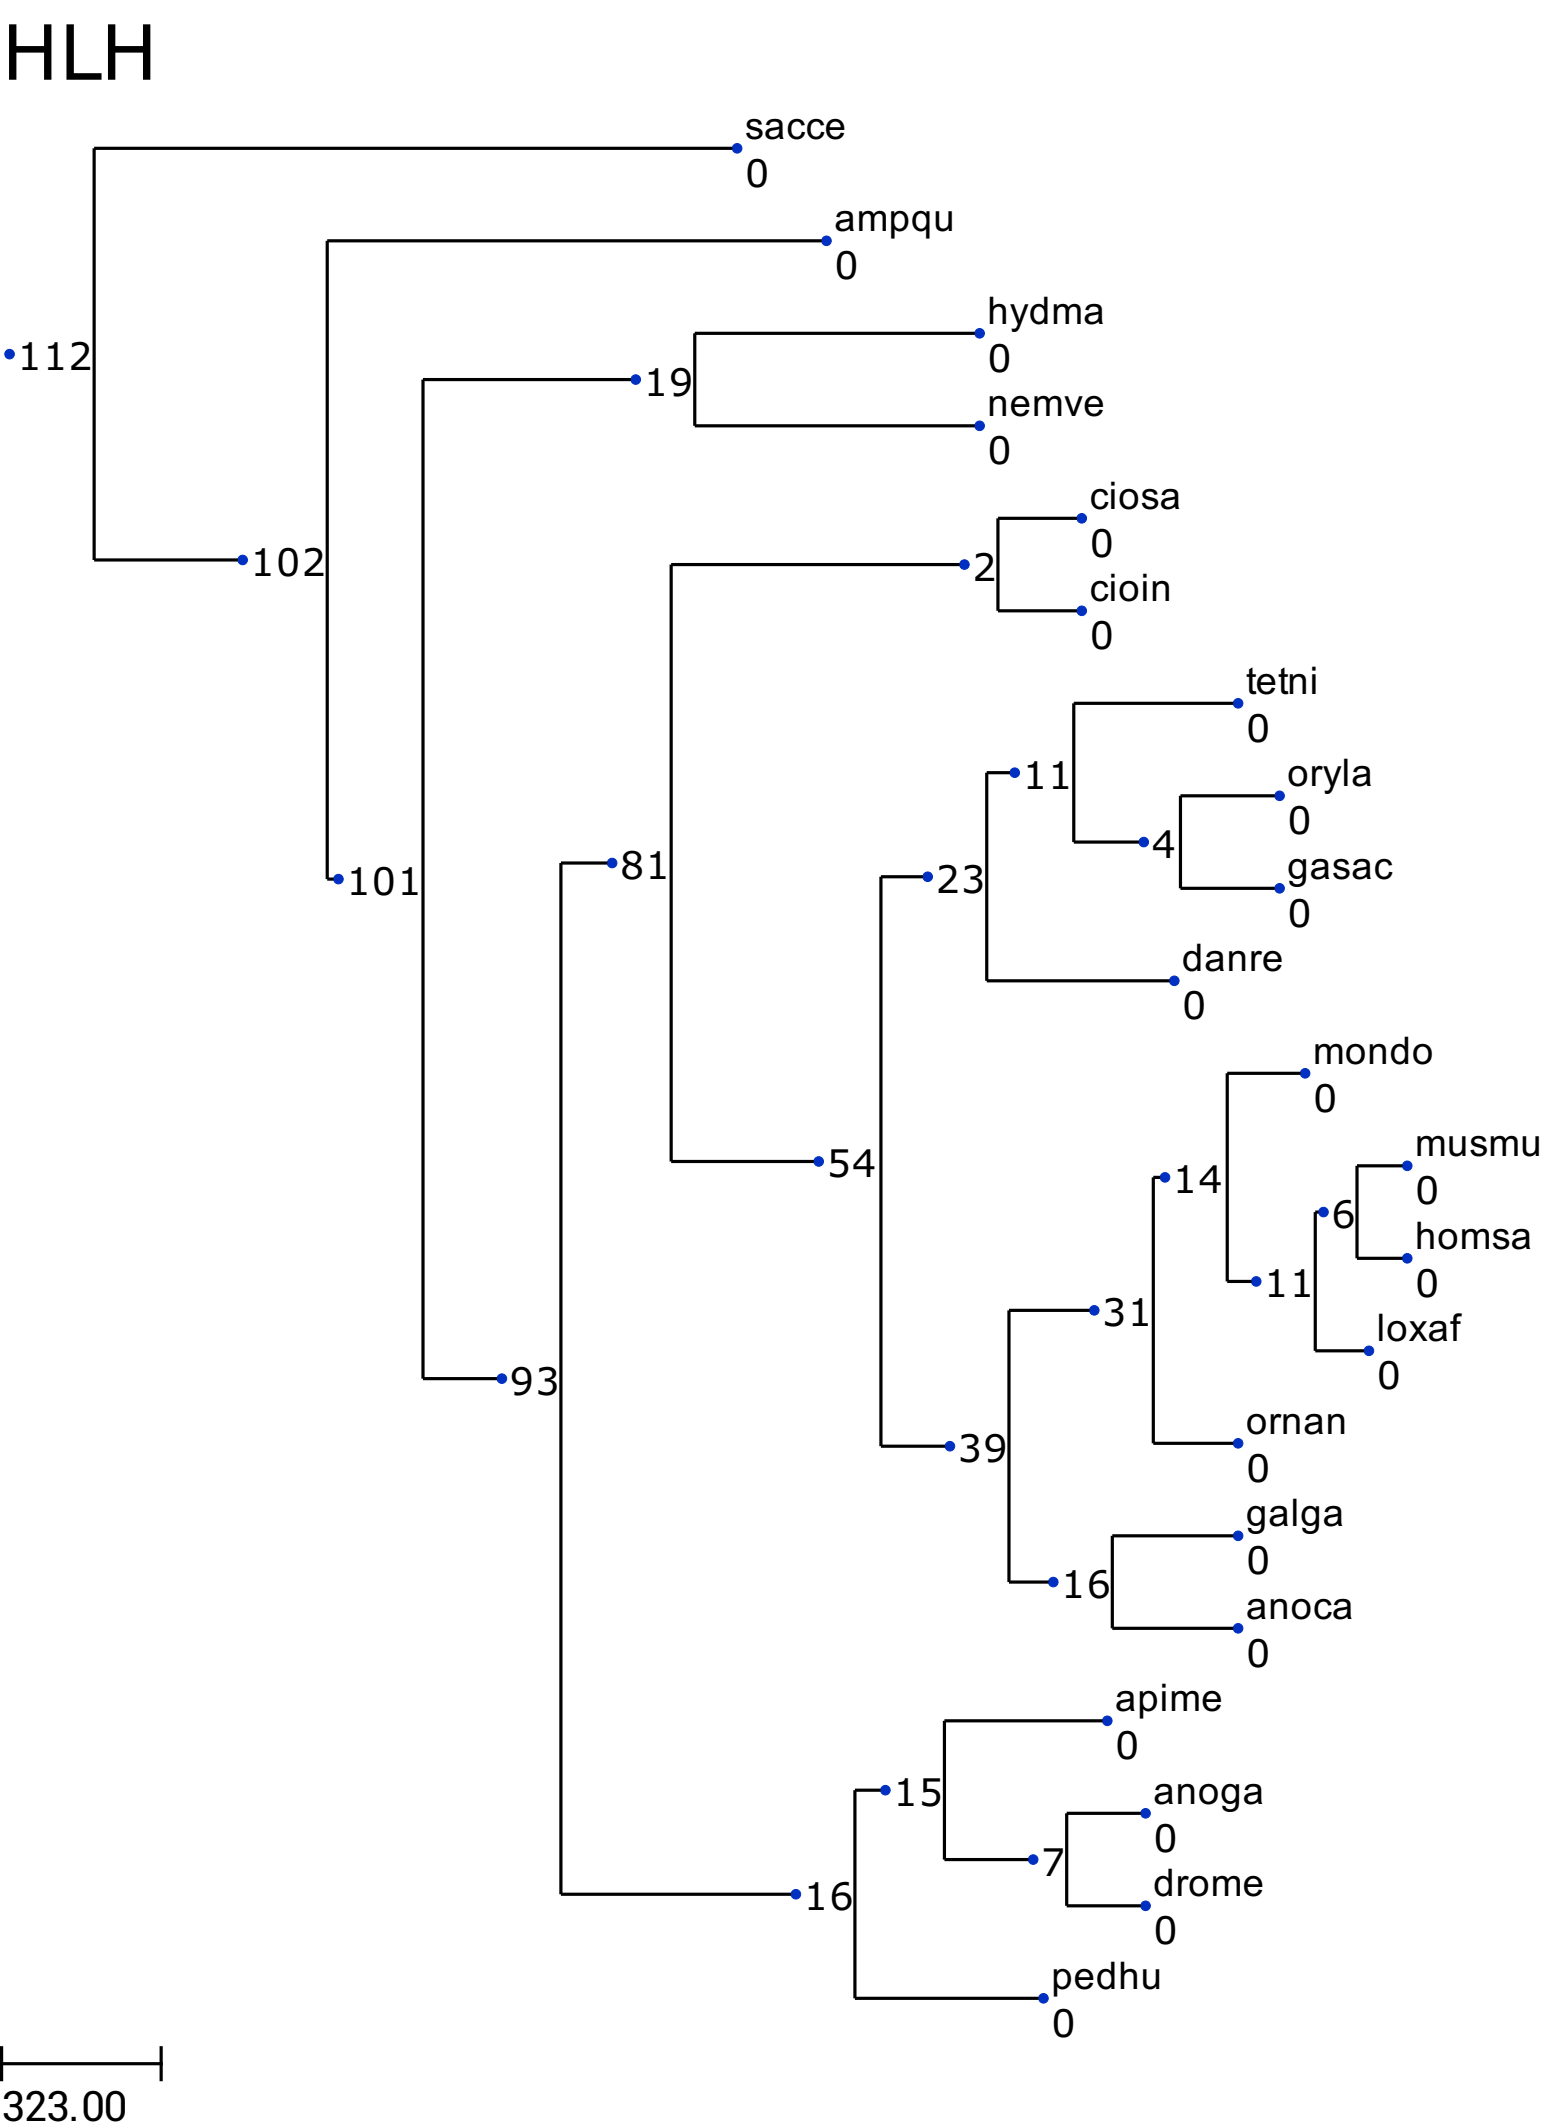 HLH
sacce
0
ampqu
0
hydma
0
112
19
nemve
0
ciosa
0
102
2
cioin
0
tetni
0
11
oryla
0
4
81
gasac
0
101
23
danre
0
mondo
0
musmu
0
54
14
6
homsa
0
11
31
loxaf
0
93
ornan
0
39
galga
0
16
anoca
0
apime
0
15
anoga
0
7
drome
0
16
pedhu
0
323.00